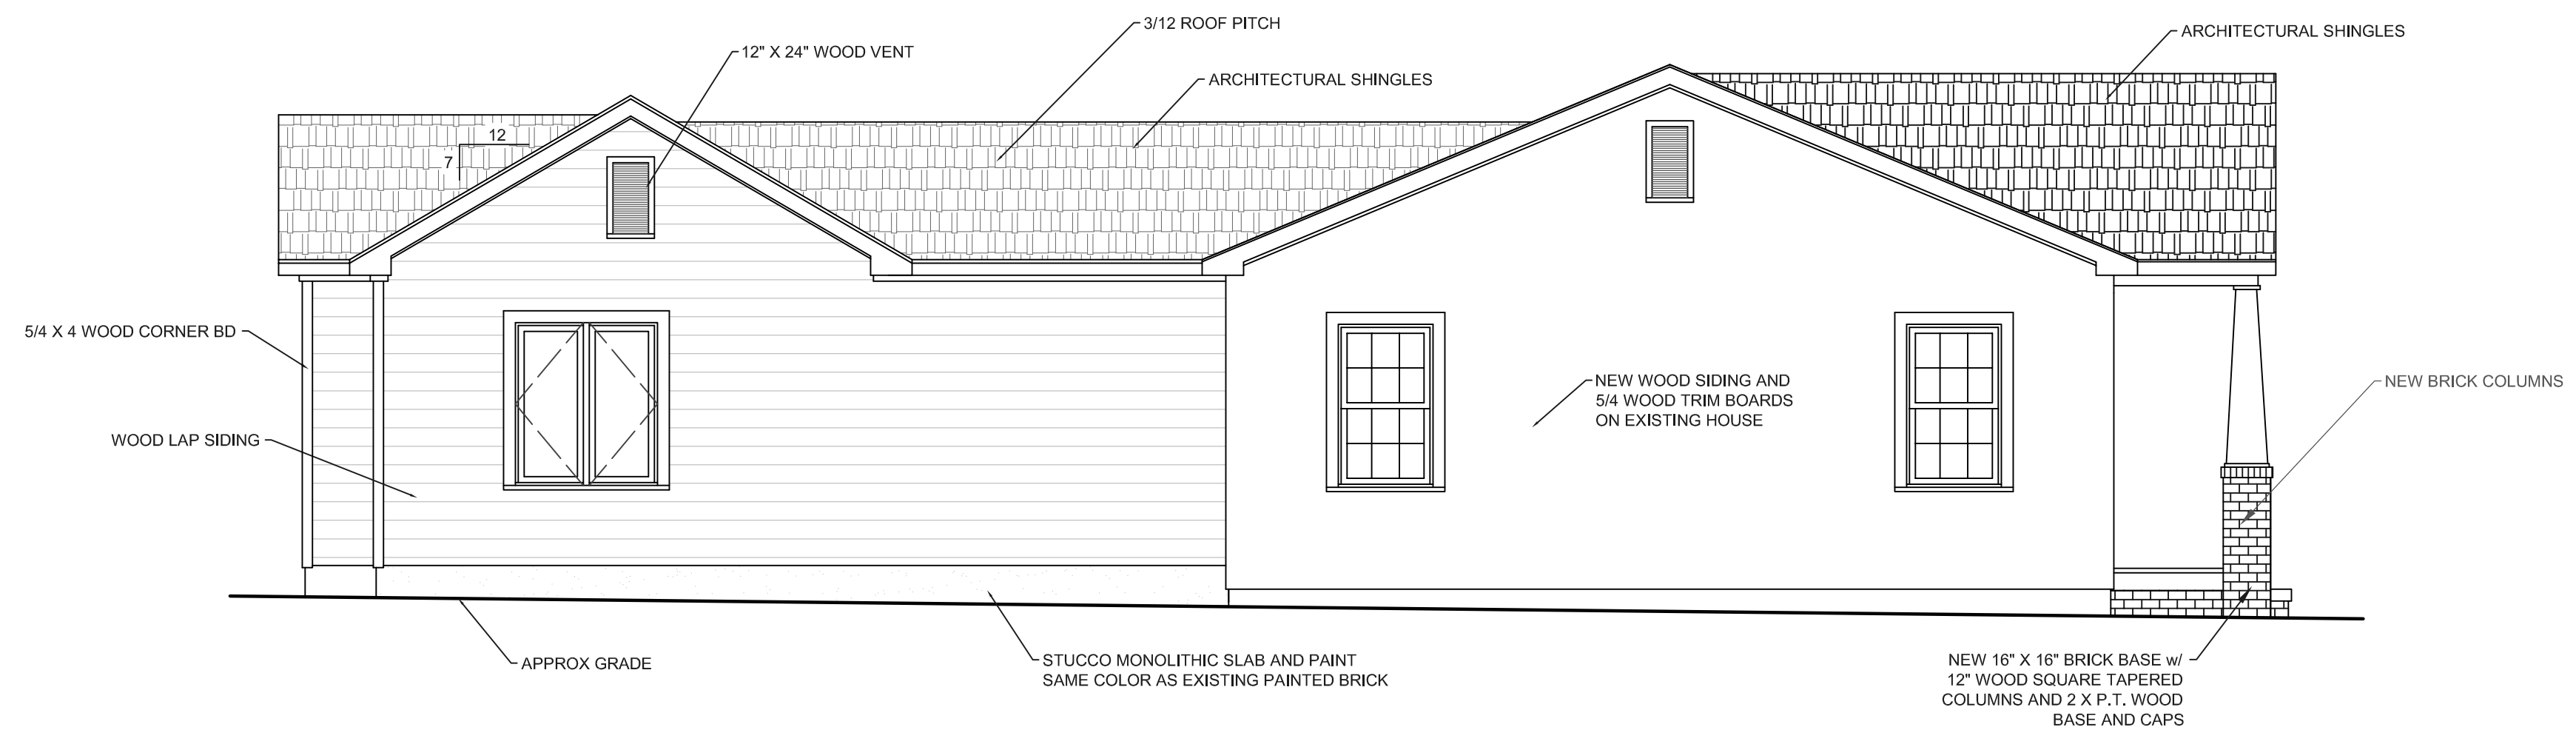 3/12 ROOF PITCH
ARCHITECTURAL SHINGLES
12" X 24" WOOD VENT
ARCHITECTURAL SHINGLES
12
7
5/4 X 4 WOOD CORNER BD
NEW WOOD SIDING AND
5/4 WOOD TRIM BOARDS
ON EXISTING HOUSE
NEW BRICK COLUMNS
WOOD LAP SIDING
APPROX GRADE
STUCCO MONOLITHIC SLAB AND PAINT
SAME COLOR AS EXISTING PAINTED BRICK
NEW 16" X 16" BRICK BASE w/
12" WOOD SQUARE TAPERED
COLUMNS AND 2 X P.T. WOOD
BASE AND CAPS